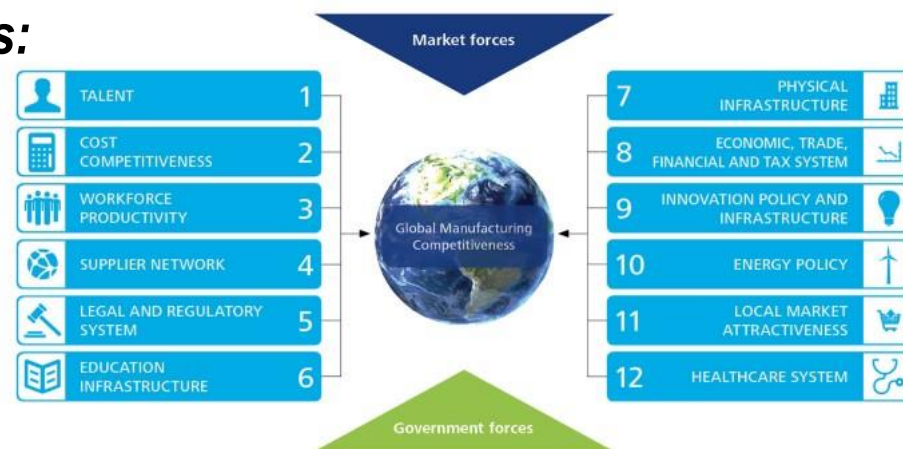 s:
Market forces
TALENT 1
COST
COMPETITIVENESS 2
WORKFORCE
PRODUCTIVITY 3
SUPPLIER NETWORK 4
LEGAL AND REGULATORY
SYSTEM 5
EDUCATION
INFRASTRUCTURE 6
Global Manufacturing
Competitiveness
7 PHYSICAL
INFRASTRUCTURE
8 ECONOMIC, TRADE,
FINANCIAL AND TAX SYSTEM
9 INNOVATION POLICY AND
INFRASTRUCTURE
10 ENERGY POLICY
11 LOCAL MARKET
ATTRACTIVENESS
12 HEALTHCARE SYSTEM
Government forces